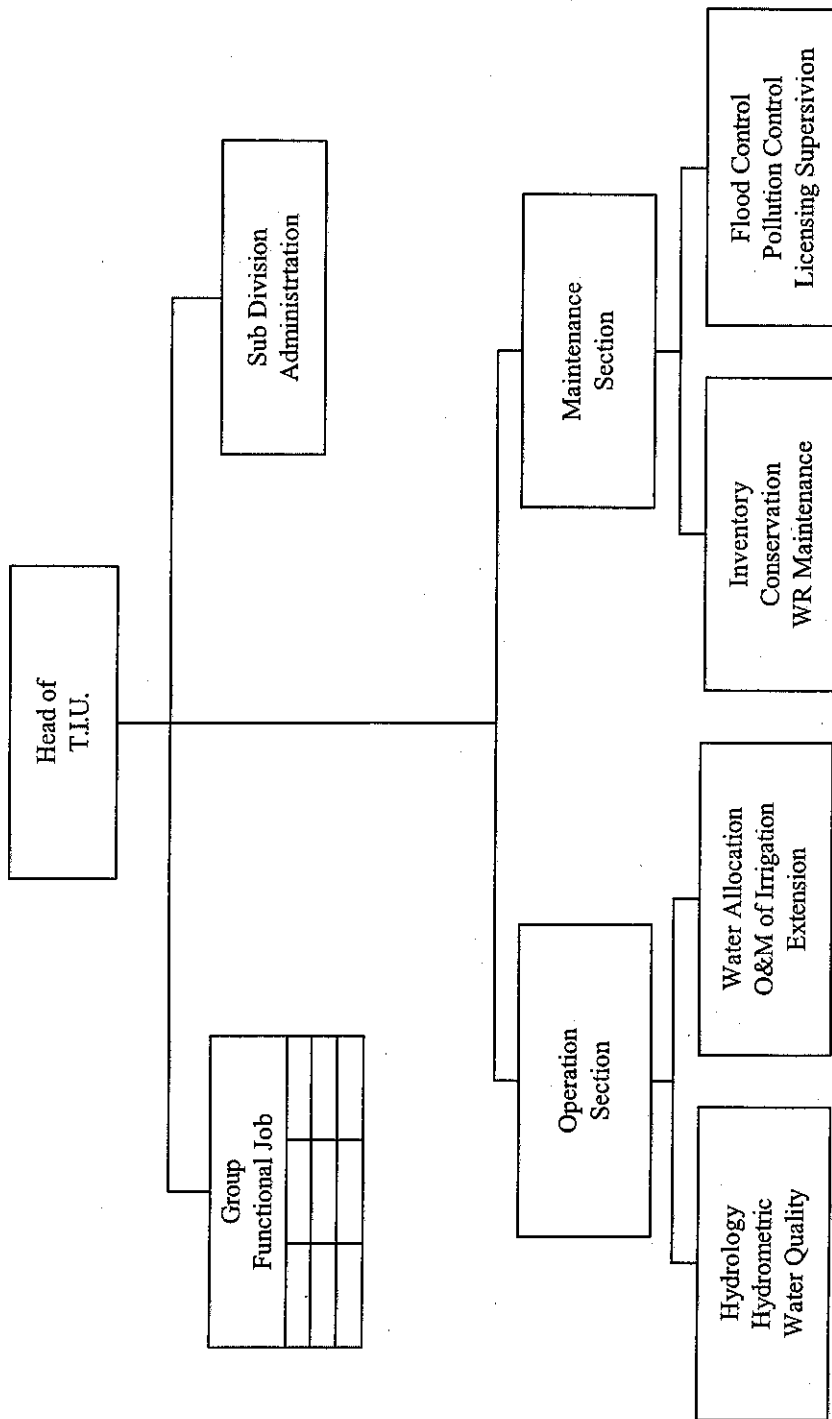 Head of
T.I.U.
Group
Functional Job
Sub Division
Administrtation
Operation
Section
Maintenance
Section
Hydrology
Hydrometric
Water Quality
Water Allocation
O&M of Irrigation
Extension
Inventory
Conservation
WR Maintenance
Flood Control
Pollution Control
Licensing Supersivion